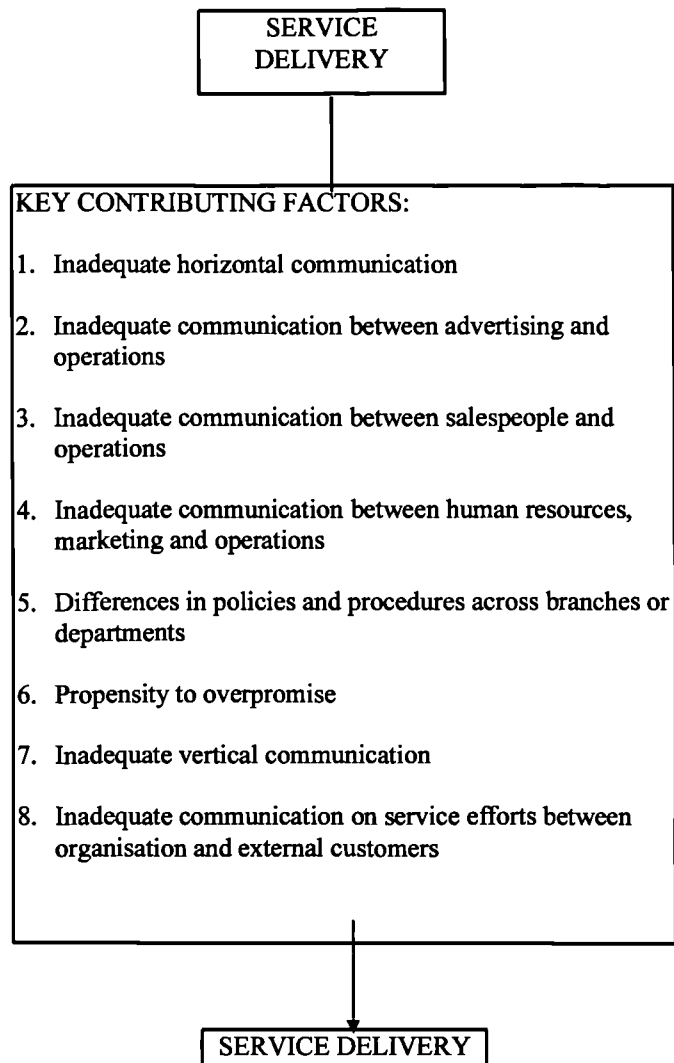 SERVICE
DELIVERY
KEY CONTRIBUTING FACTORS:
1. Inadequate horizontal communication
2. Inadequate communication between advertising and
operations
3. Inadequate communication between salespeople and
operations
4. Inadequate communication between human resources,
marketing and operations
5. Differences in policies and procedures across branches or
departments
6. Propensity to overpromise
7. Inadequate vertical communication
8. Inadequate communication on service efforts between
organisation and external customers
SERVICE DELIVERY